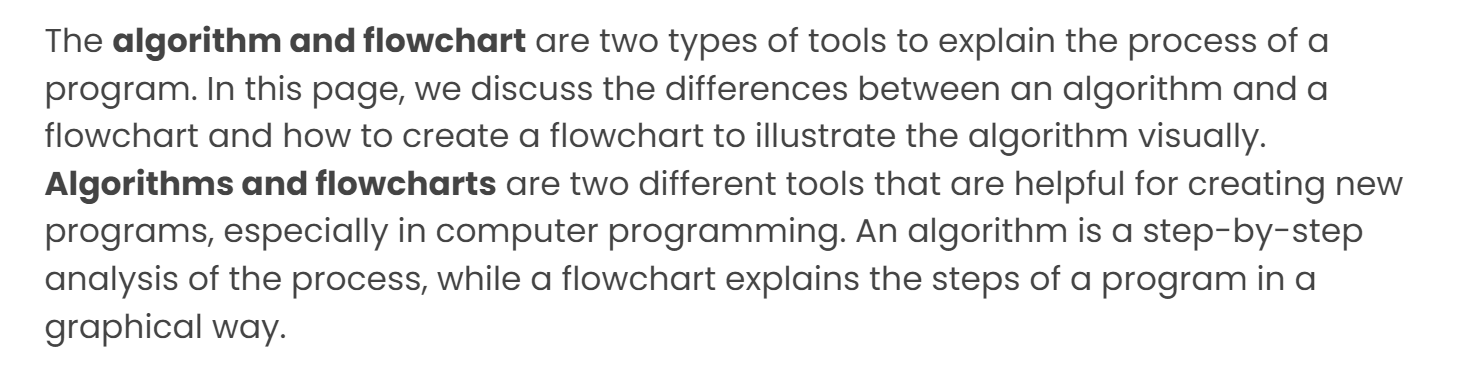 The algorithm and flowchart are two types of tools to explain the process of a
program. In this page, we discuss the differences between an algorithm and a
flowchart and how to create a flowchart to illustrate the algorithm visually.
Algorithms and flowcharts are two different tools that are helpful for creating new
programs, especially in computer programming. An algorithm is a step-by-step
analysis of the process, while a flowchart explains the steps of a program in a
graphical way.